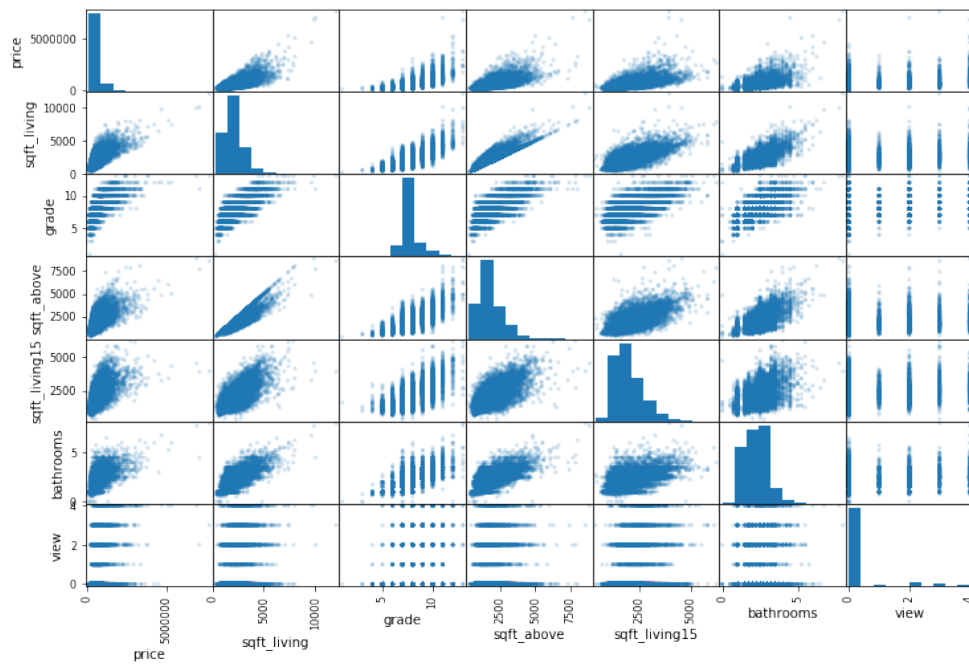 price
5000000
0
sqft_living
10000
5000
0
grade
10
5
sqft_above
7500
5000
2500
sqft_living15
5000
2500
bathrooms
5
0
view
4
2
0
0
5000000
0
5000
10000
5
10
2500
5000
7500
2500
5000
0
5
0
2
4
price
sqft_living
grade
sqft_above
sqft_living15
bathrooms
view